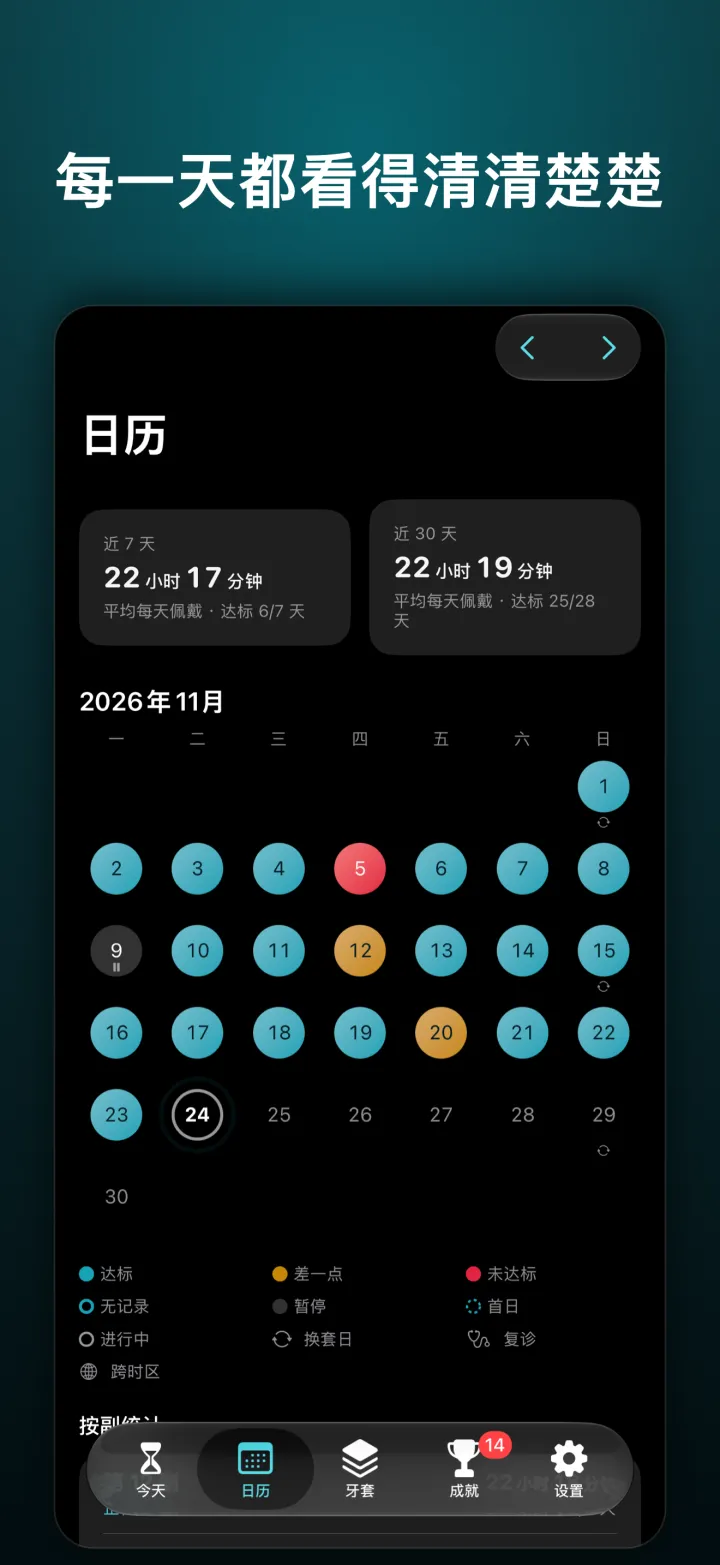 每一天都看得清清楚楚
日历
近 7 天
22 小时 17 分钟
平均每天佩戴 · 达标 6/7 天
近 30 天
22 小时 19 分钟
平均每天佩戴 · 达标 25/28
天
2026年11月
一 二 三 四 五 六 日
1
2 3 4 5 6 7 8
9 10 11 12 13 14 15
16 17 18 19 20 21 22
23 24 25 26 27 28 29
30
达标 差一点 未达标
无记录 暂停 首日
进行中 换套日 复诊
跨时区
按副统计
14
今天 日历 牙套 成就 设置